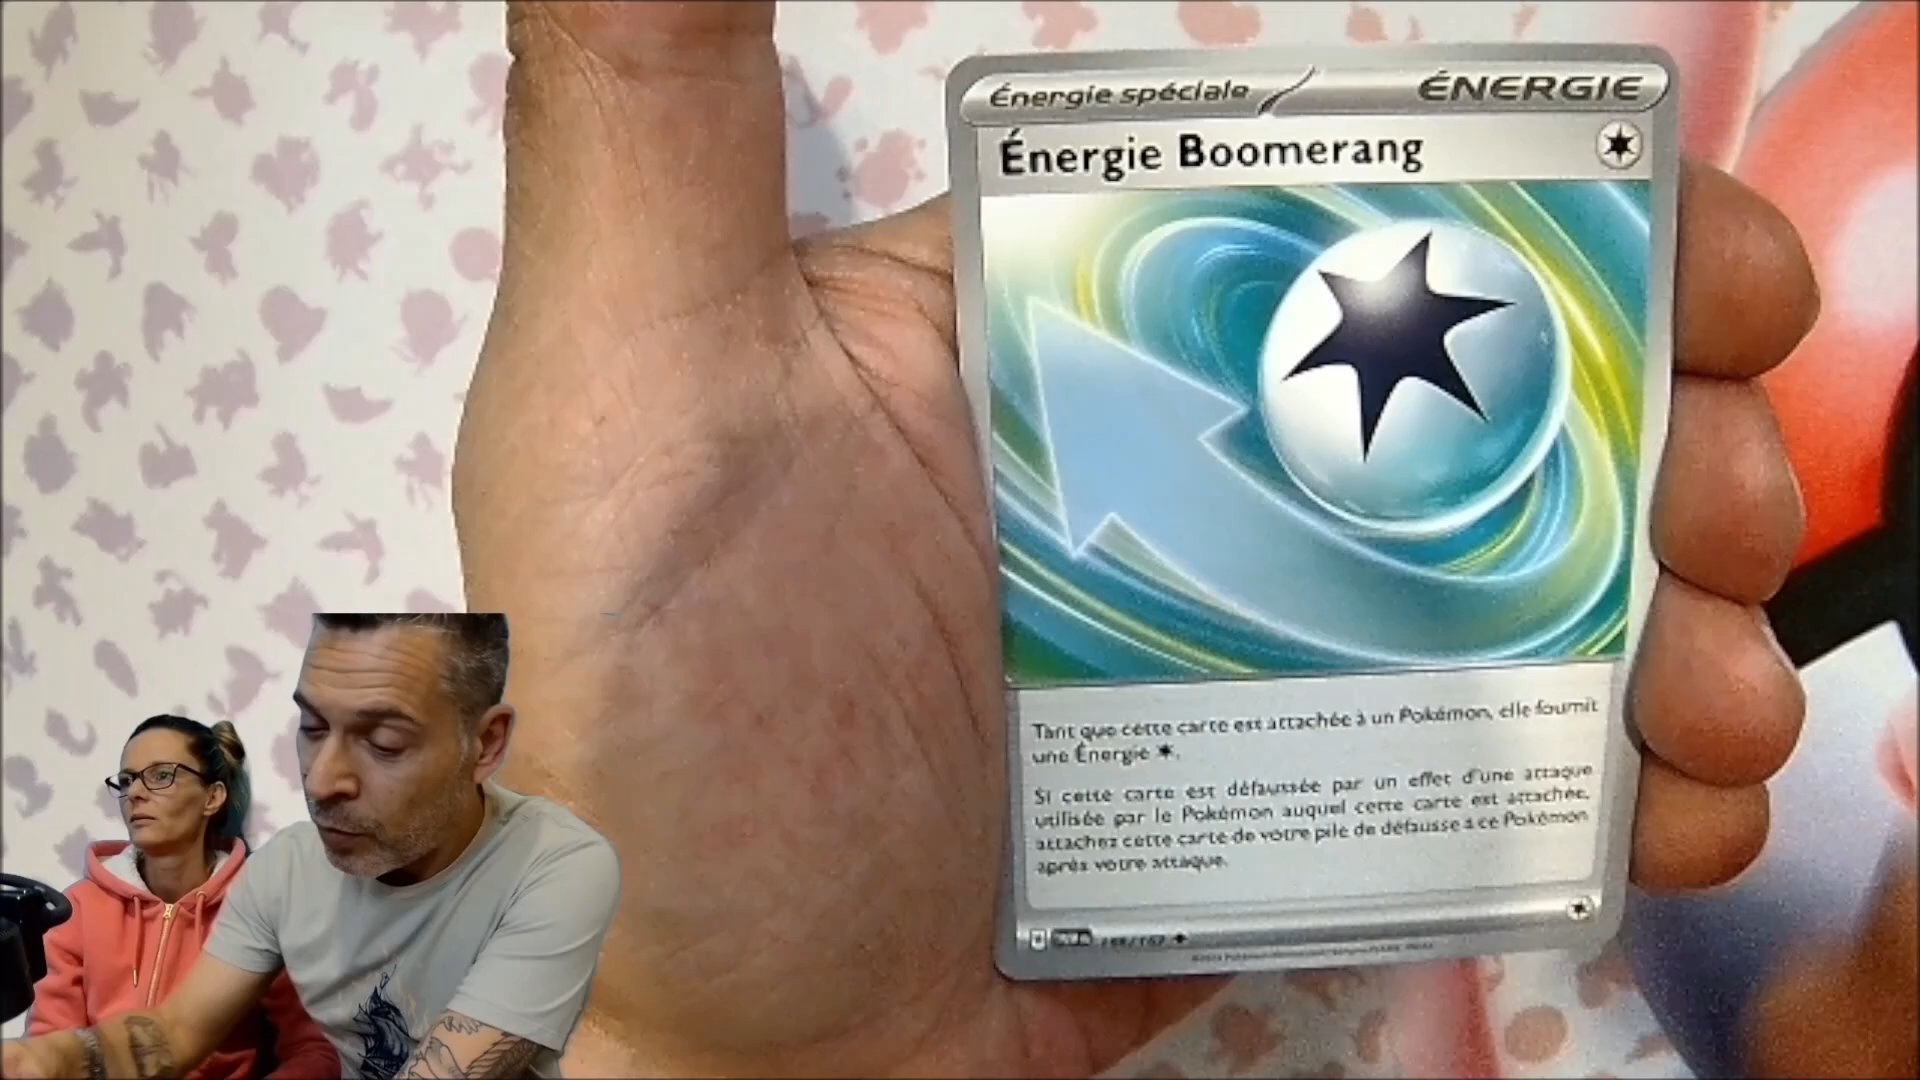 Énergie spéciale
ÉNERGIE
Énergie Boomerang
Tant que cette carte est attachée à un Pokémon, elle fournit
une Énergie
Si cette carte est défaussée par un effet d'une attaque
utilisée par le Pokémon auquel cette carte est attachée,
attachez cette carte de votre pile de défausse à ce Pokémon
après votre attaque.